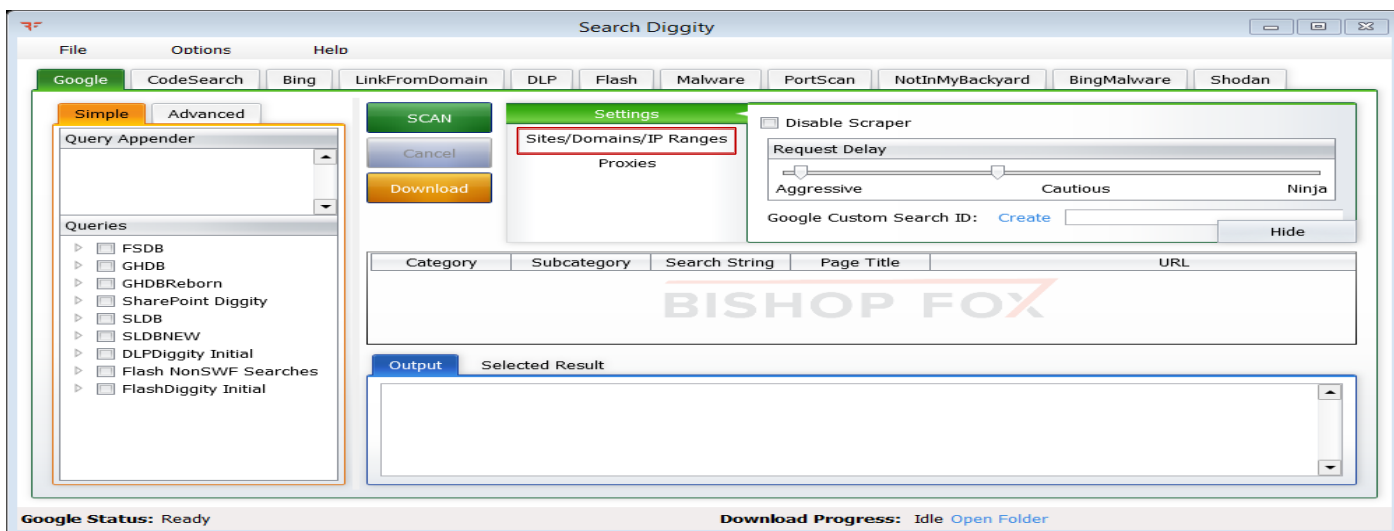 Search Diggity
File Options Help
Google CodeSearch Bing LinkFromDomain DLP Flash Malware PortScan NotInMyBackyard BingMalware Shodan
Simple Advanced
Query Appender
Queries
FSDB
GHDB
GHDBReborn
SharePoint Diggity
SLDB
SLDBNEW
DLPDiggity Initial
Flash NonSWF Searches
FlashDiggity Initial
SCAN
Cancel
Download
Settings
Sites/Domains/IP Ranges
Proxies
Disable Scraper
Request Delay
Aggressive Cautious Ninja
Google Custom Search ID: Create
Hide
Category Subcategory Search String Page Title URL
BISHOP FOX
Output Selected Result
Google Status: Ready
Download Progress: Idle Open Folder